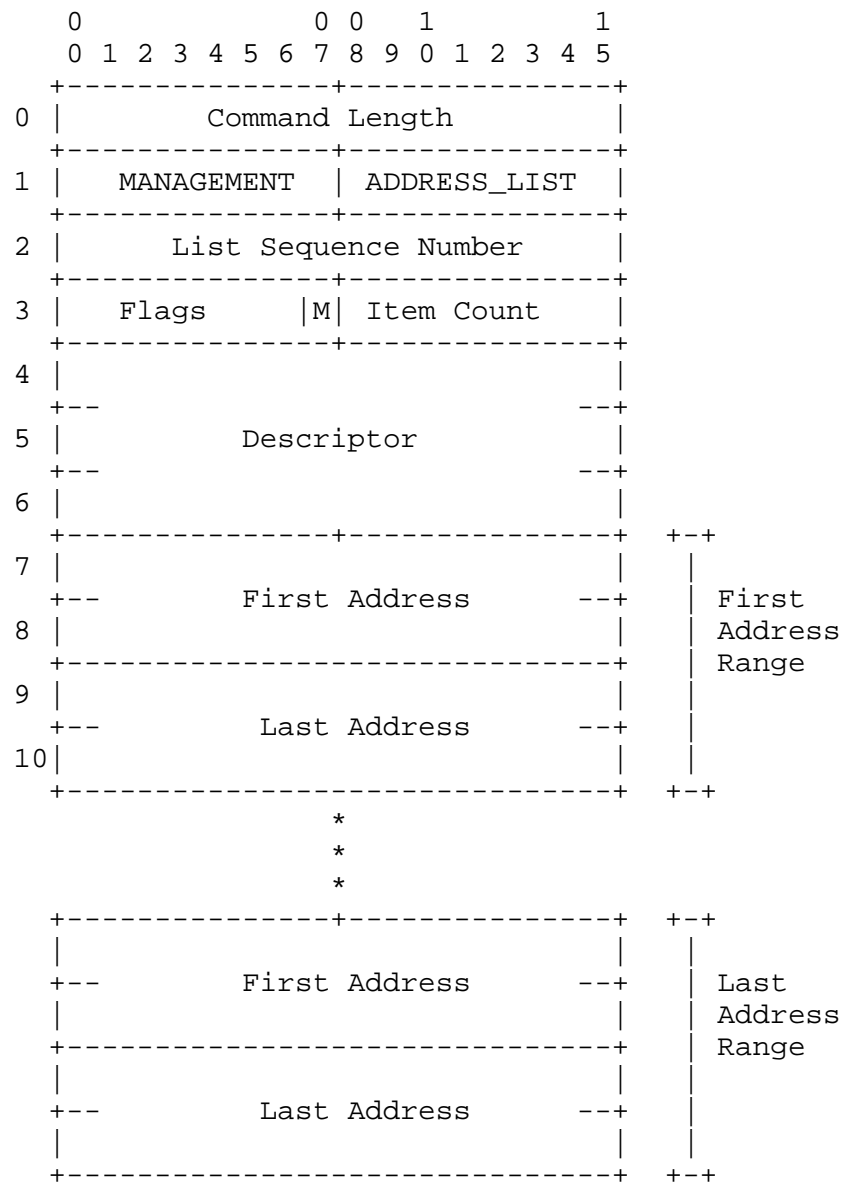 0             0 0   1         1
    0 1 2 3 4 5 6 7 8 9 0 1 2 3 4 5
   +---------------+---------------+
0  |        Command Length         |
   +---------------+---------------+
1  |   MANAGEMENT  | ADDRESS_LIST  |
   +---------------+---------------+
2  |      List Sequence Number     |
   +---------------+---------------+
3  |   Flags     |M| Item Count    |
   +---------------+---------------+
4  |                               |
   +--                           --+
5  |          Descriptor           |
   +--                           --+
6  |                               |
   +---------------+---------------+  +-+
7  |                               |   |
   +--        First Address      --+   | First
8  |                               |   | Address
   +-------------------------------+   | Range
9  |                               |   |
   +--         Last Address      --+   |
10|                               |   |
   +-------------------------------+  +-+
                   *
                   *
                   *
   +---------------+---------------+  +-+
   |                               |   |
   +--        First Address      --+   | Last
   |                               |   | Address
   +-------------------------------+   | Range
   |                               |   |
   +--         Last Address      --+   |
   |                               |   |
   +-------------------------------+  +-+